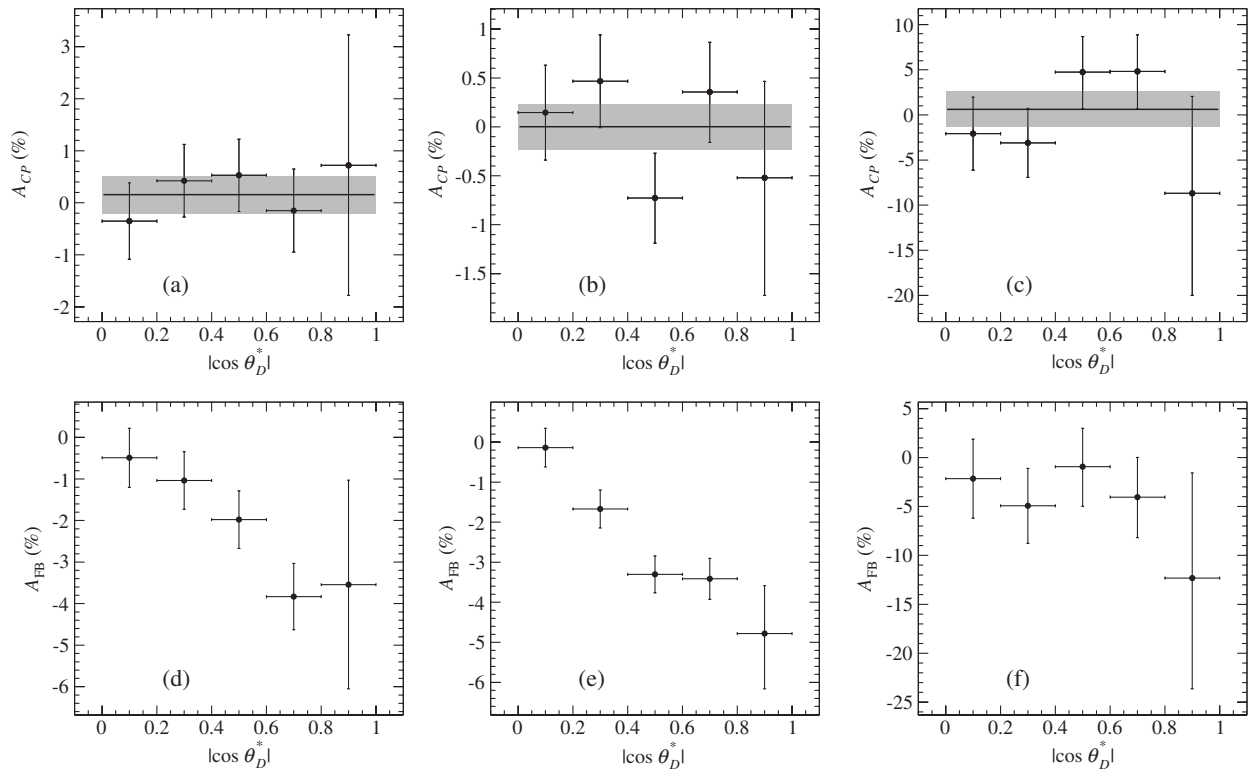 A_CP (%)
3
2
1
0
-1
-2
(a)
0 0.2 0.4 0.6 0.8 1
|cos θ*_D|
A_CP (%)
1
0.5
0
-0.5
-1
-1.5
(b)
0 0.2 0.4 0.6 0.8 1
|cos θ*_D|
A_CP (%)
10
5
0
-5
-10
-15
-20
(c)
0 0.2 0.4 0.6 0.8 1
|cos θ*_D|
A_FB (%)
0
-1
-2
-3
-4
-5
-6
(d)
0 0.2 0.4 0.6 0.8 1
|cos θ*_D|
A_FB (%)
0
-1
-2
-3
-4
-5
-6
(e)
0 0.2 0.4 0.6 0.8 1
|cos θ*_D|
A_FB (%)
5
0
-5
-10
-15
-20
-25
(f)
0 0.2 0.4 0.6 0.8 1
|cos θ*_D|